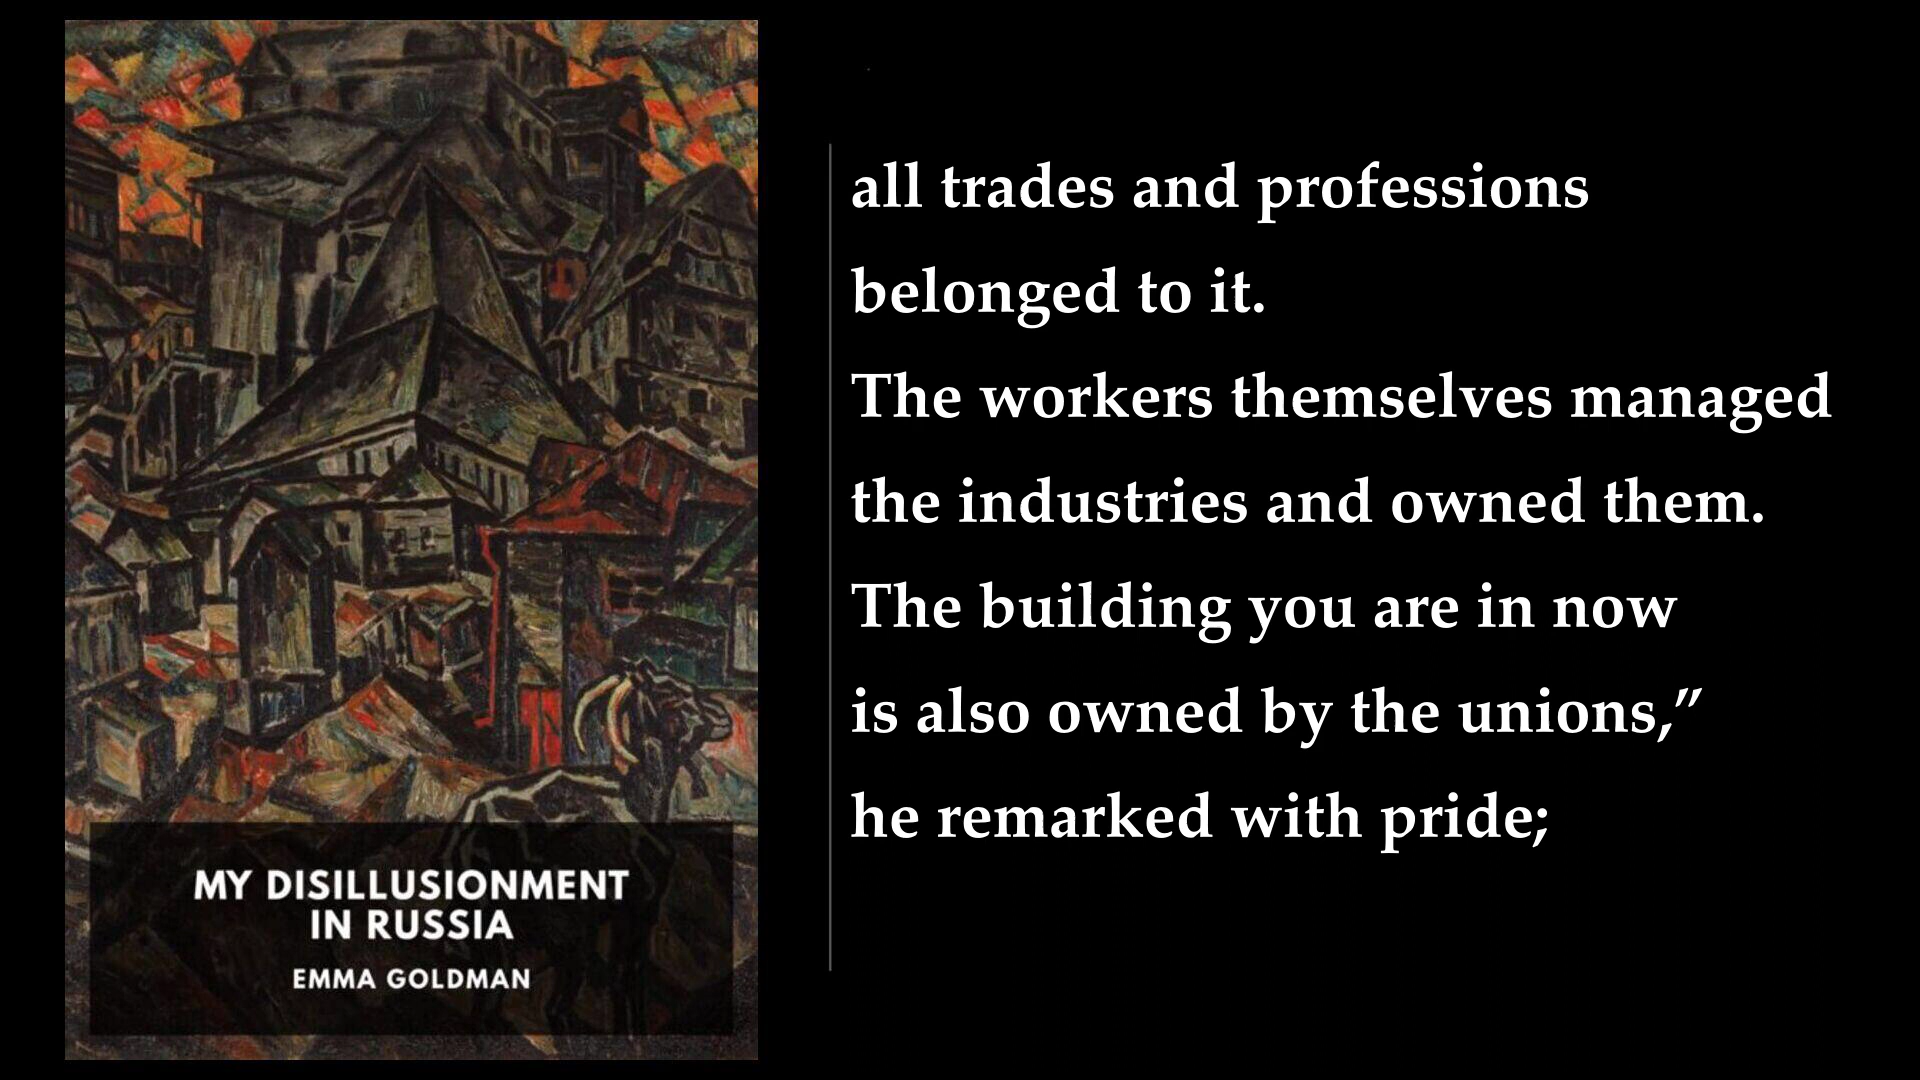 MY DISILLUSIONMENT
IN RUSSIA
EMMA GOLDMAN
all trades and professions
belonged to it.
The workers themselves managed
the industries and owned them.
The building you are in now
is also owned by the unions,”
he remarked with pride;